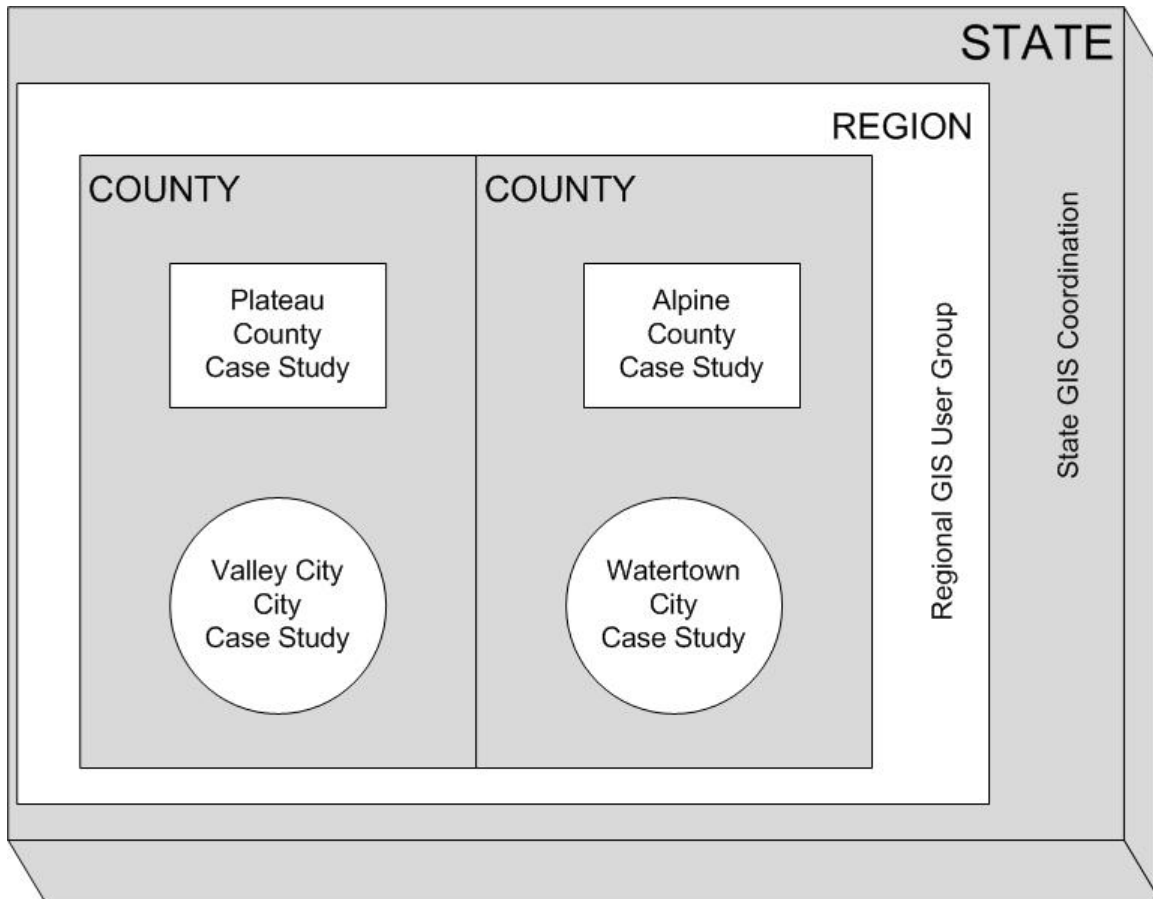 STATE
REGION
COUNTY
Plateau
County
Case Study
Valley City
City
Case Study
COUNTY
Alpine
County
Case Study
Watertown
City
Case Study
Regional GIS User Group
State GIS Coordination